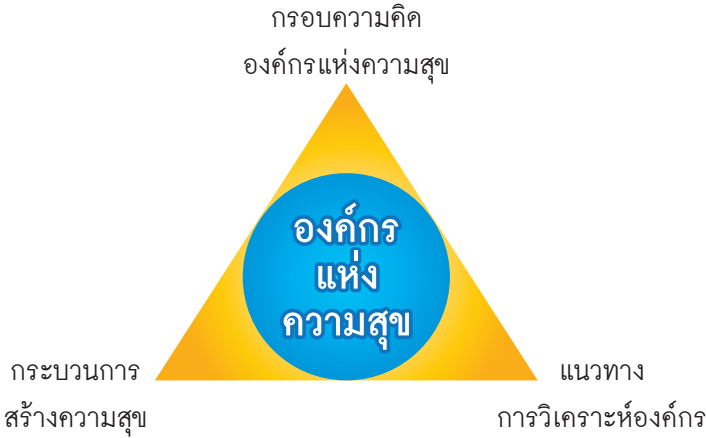 กรอบความคิด
องค์กรแห่งความสุข
องค์กร
แห่ง
ความสุข
กระบวนการ
สร้างความสุข
แนวทาง
การวิเคราะห์องค์กร